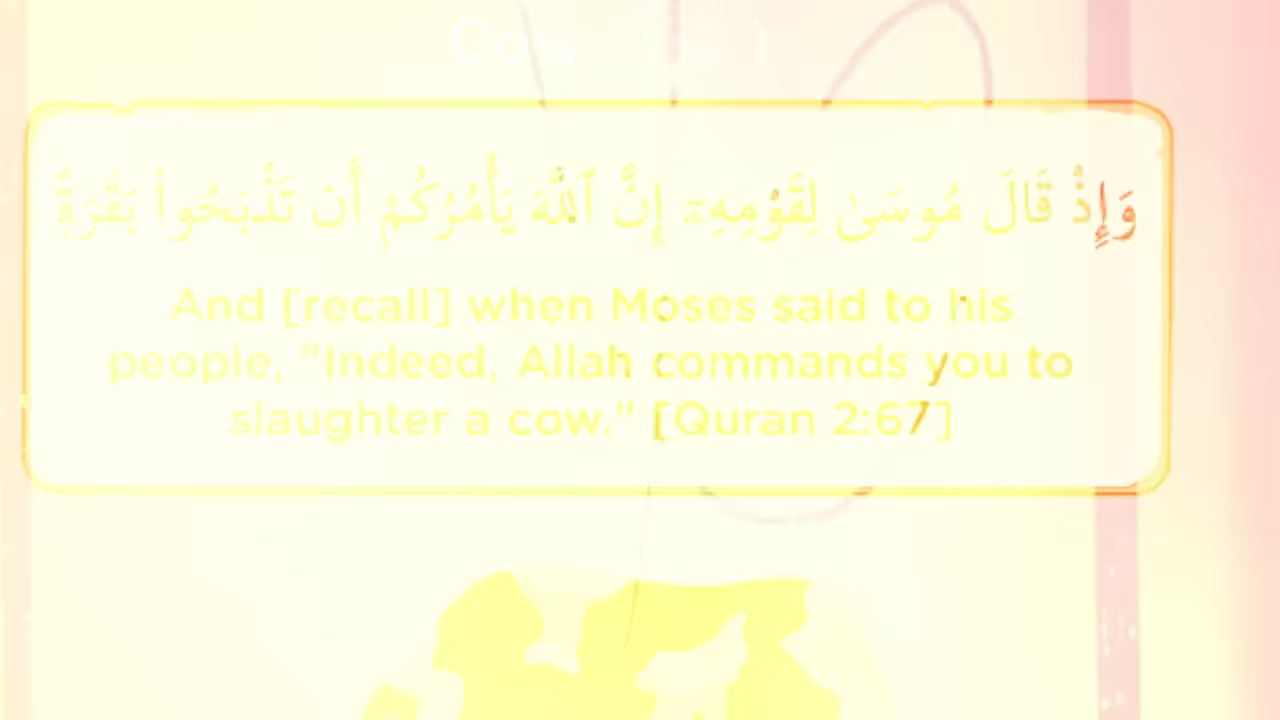 Cow
وَإِذْ قَالَ مُوسَىٰ لِقَوْمِهِۦٓ إِنَّ ٱللَّهَ يَأْمُرُكُمْ أَن تَذْبَحُوا۟ بَقَرَةً
And [recall] when Moses said to his
people, "Indeed, Allah commands you to
slaughter a cow." [Quran 2:67]